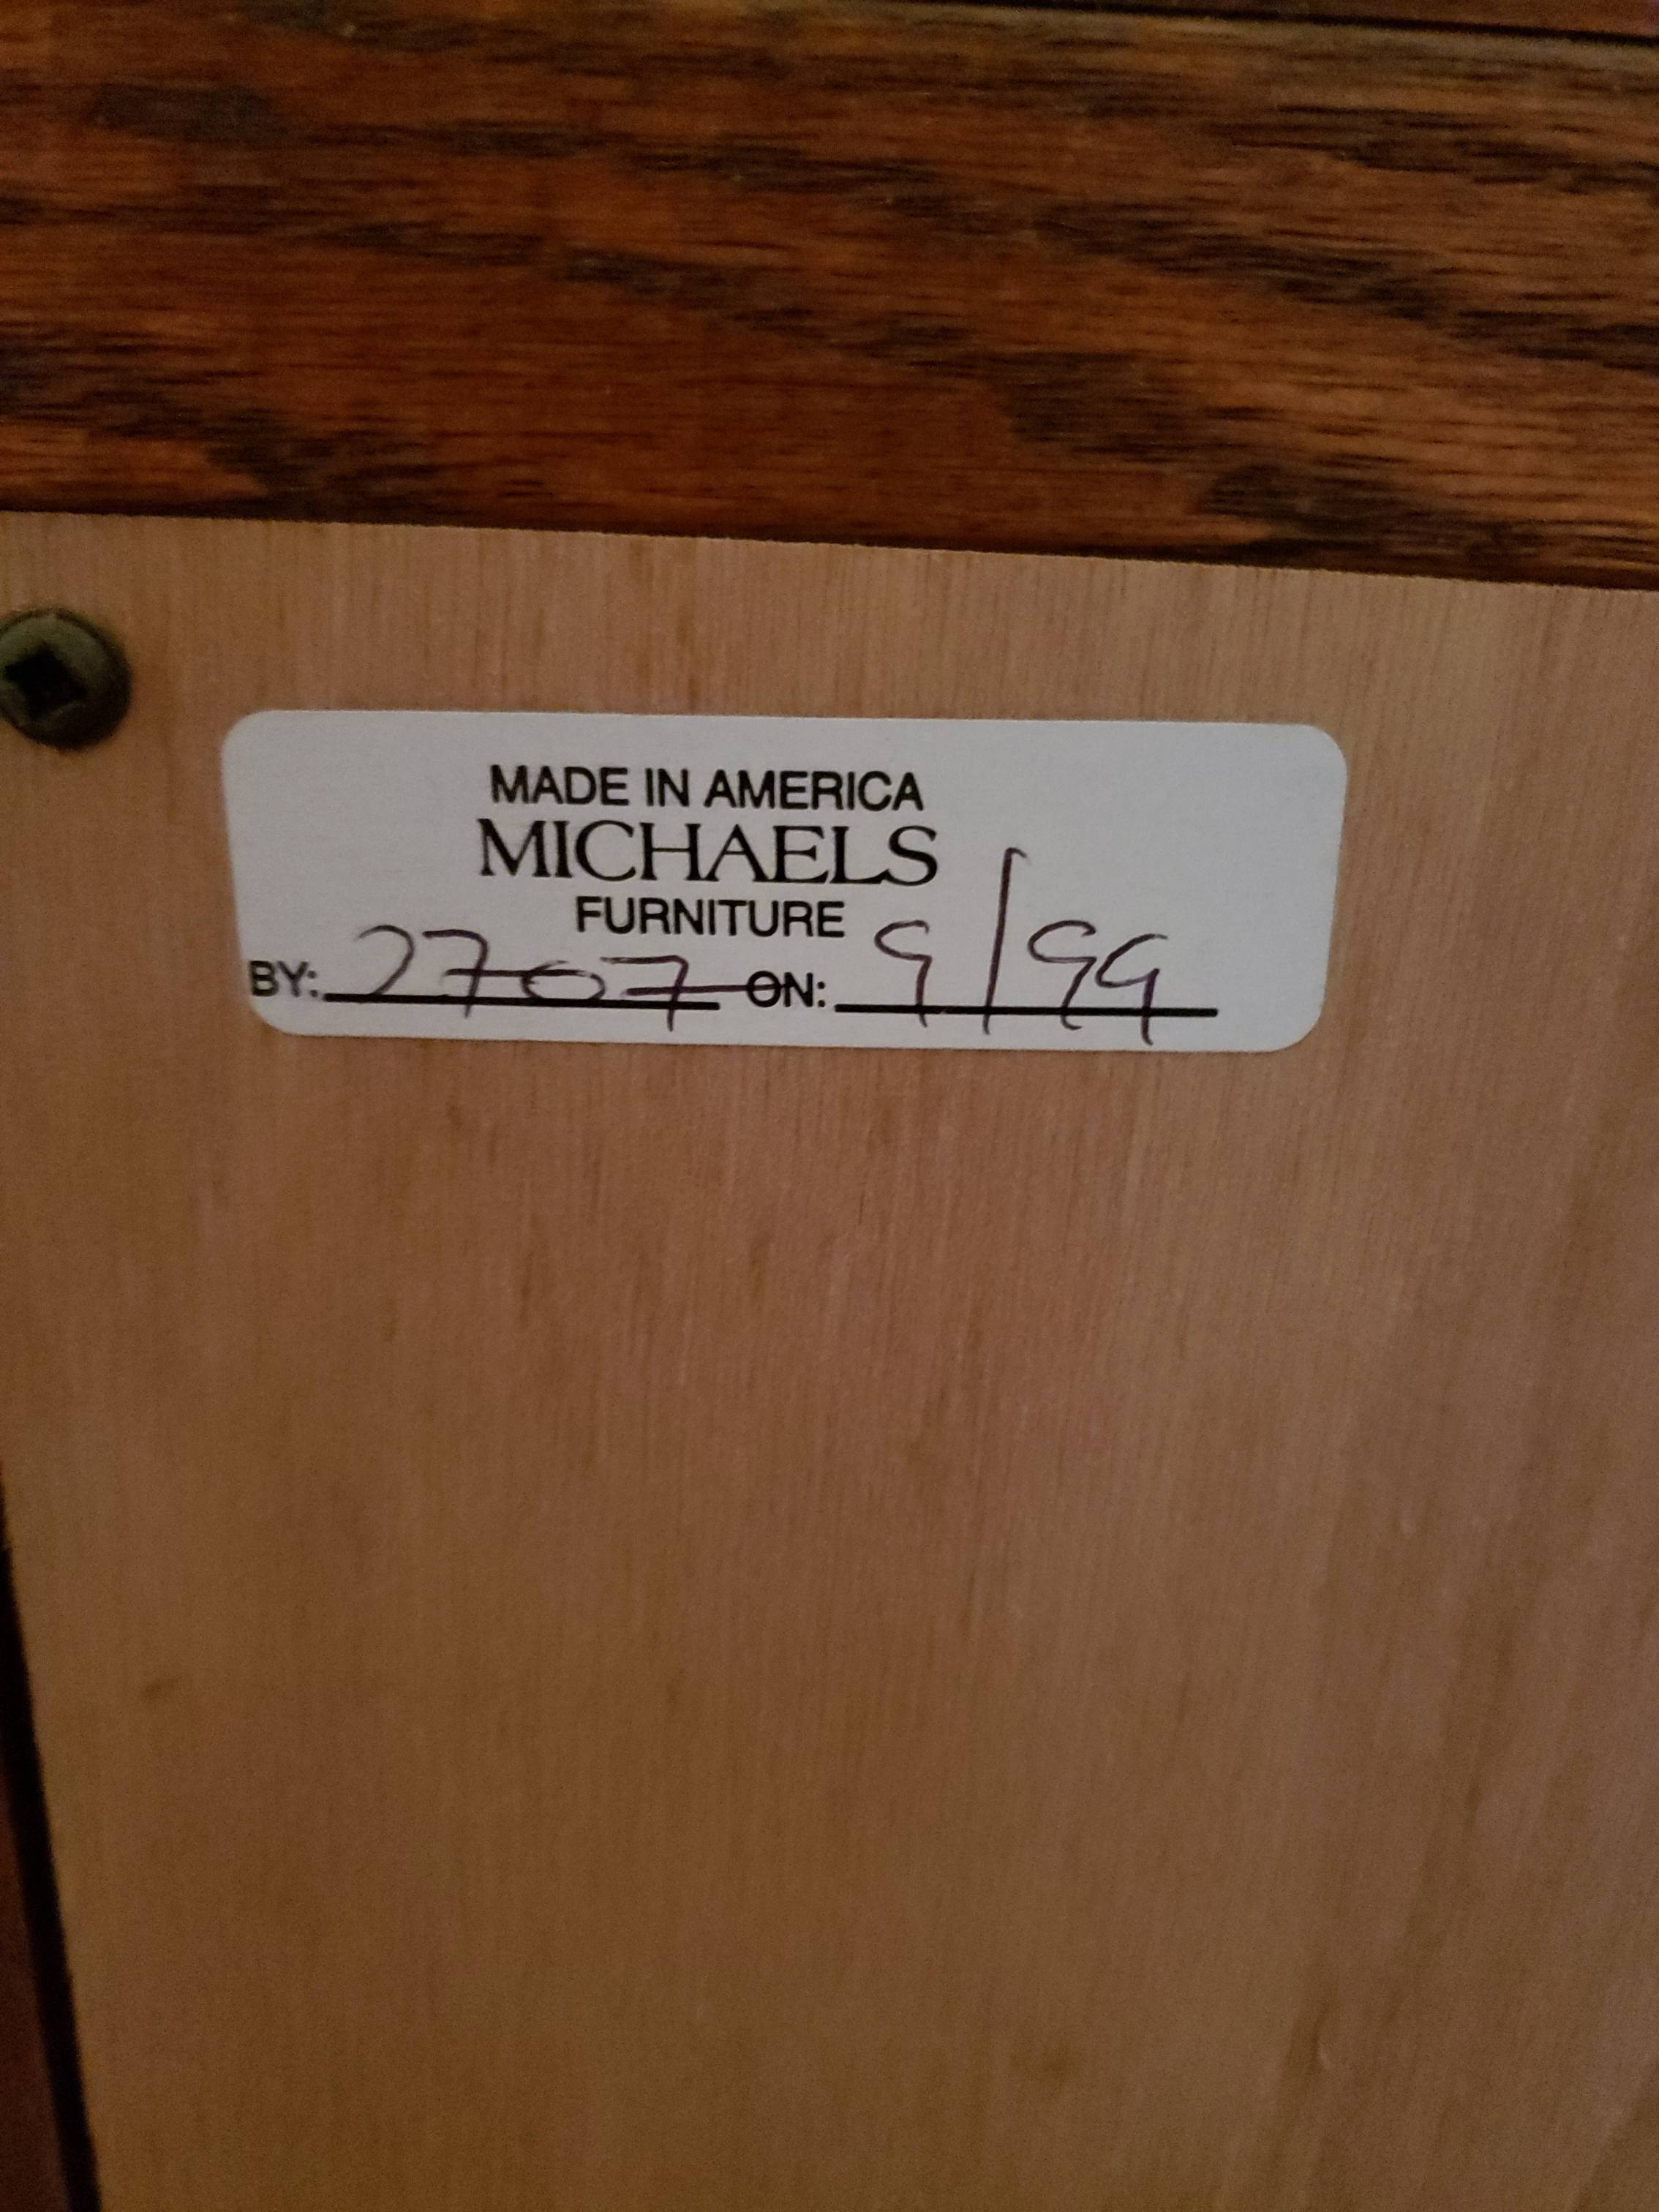 MADE IN AMERICA
MICHAELS
FURNITURE
BY: 2707 ON: 9/99